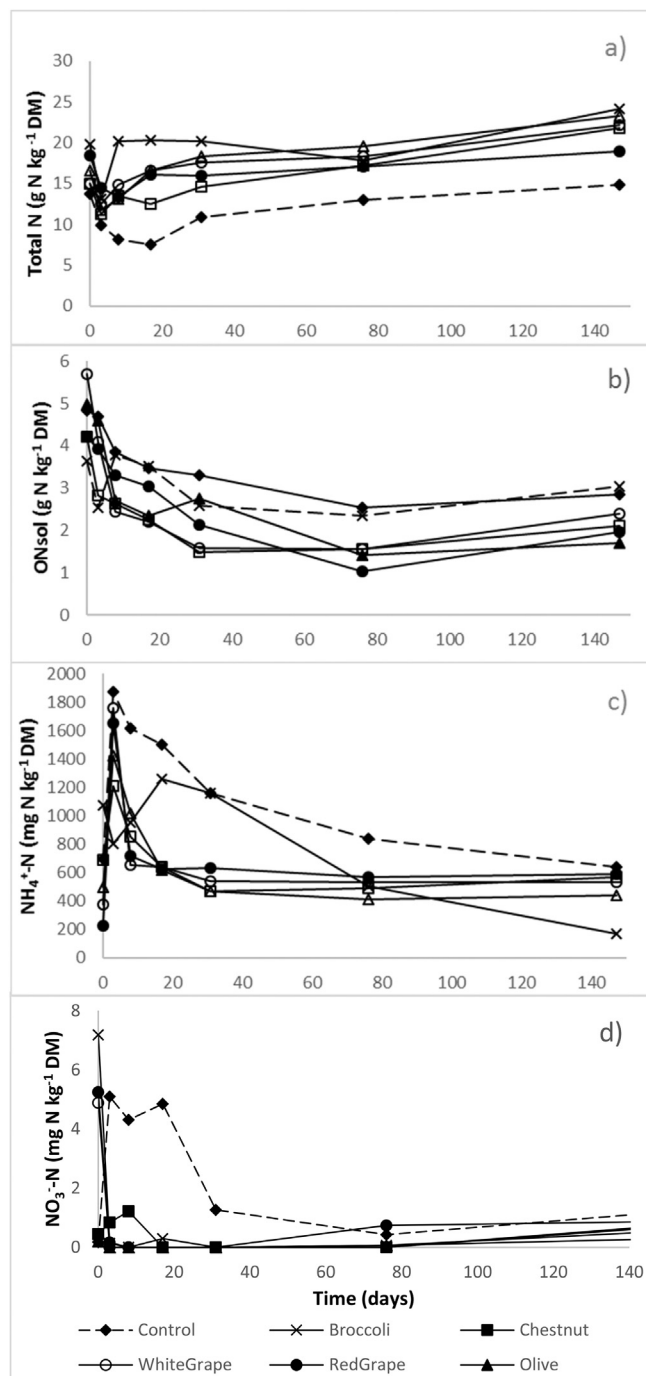 a)
30
25
20
15
10
5
0
Total N (g N kg⁻¹ DM)
0 20 40 60 80 100 120 140
b)
6
5
4
3
2
1
0
ONsol (g N kg⁻¹ DM)
0 20 40 60 80 100 120 140
c)
2000
1800
1600
1400
1200
1000
800
600
400
200
0
NH₄⁺-N (mg N kg⁻¹ DM)
0 20 40 60 80 100 120 140
d)
8
6
4
2
0
NO₃⁻-N (mg N kg⁻¹ DM)
0 20 40 60 80 100 120 140
Time (days)
Control Broccoli Chestnut
WhiteGrape RedGrape Olive